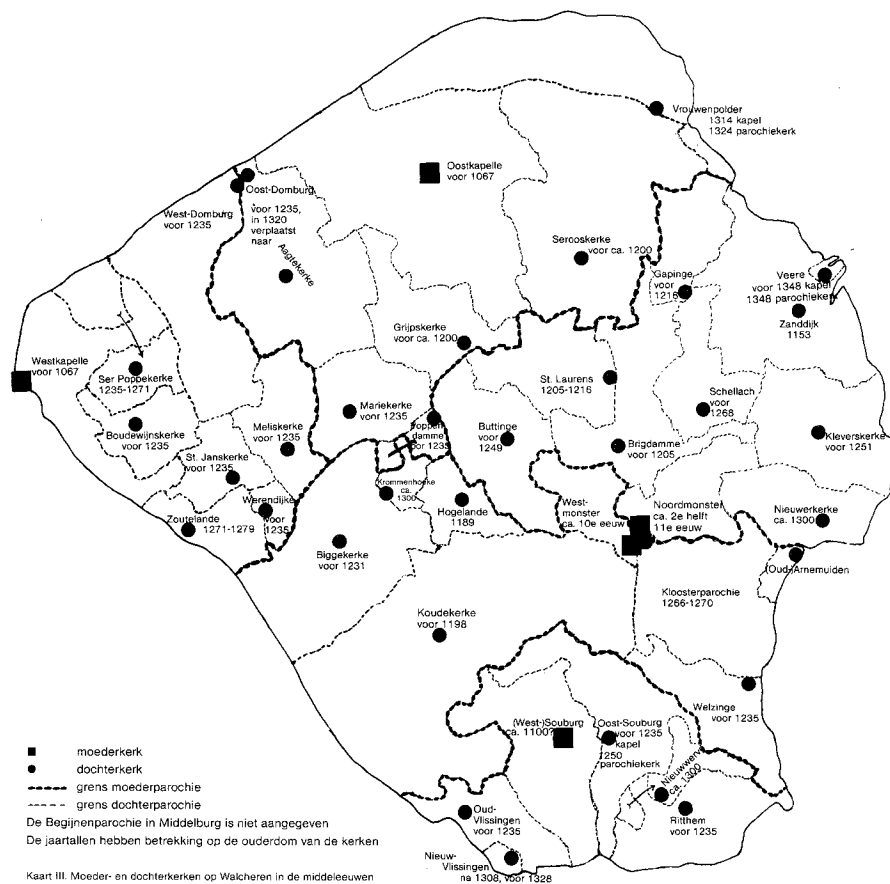 Vrouwenpolder
1314 kapel
1324 parochiekerk
Oostkapelle
voor 1067
Oost-Domburg
voor 1235,
in 1320
verplaatst
naar
Aagtekerke
West-Domburg
voor 1235
Serooskerke
voor ca. 1200
Gapinge
voor
1216
Veere
voor 1348 kapel
1348 parochiekerk
Zanddijk
1153
Grijpskerke
voor ca. 1200
Westkapelle
voor 1067
Ser Poppekerke
1235-1271
St. Laurens
1205-1216
Schellach
voor
1268
Mariekerke
voor 1235
Poppen-
damme
voor 1235
Boudewijnskerke
voor 1235
Meliskerke
voor 1235
Buttinge
voor
1249
Brigdamme
voor 1205
Kleverskerke
voor 1251
St. Janskerke
voor 1235
Krommenhoeke
ca.
1300
Hogelande
1189
West-
monster
ca. 10e eeuw
Noordmonster
ca. 2e helft
11e eeuw
Nieuwerkerke
ca. 1300
Werendijke
voor
1235
Zoutelande
1271-1279
Biggekerke
voor 1231
(Oud-)Arnemuiden
Kloosterparochie
1266-1270
Koudekerke
voor 1198
Welzinge
voor 1235
(West-)Souburg
ca. 1100?
Oost-Souburg
voor 1235
kapel
1250
parochiekerk
Nieuwwerve
ca. 1300
Oud-
Vlissingen
voor 1235
Ritthem
voor 1235
Nieuw-
Vlissingen
na 1308, voor 1328
moederkerk
dochterkerk
grens moederparochie
grens dochterparochie
De Begijnenparochie in Middelburg is niet aangegeven
De jaartallen hebben betrekking op de ouderdom van de kerken
Kaart III. Moeder- en dochterkerken op Walcheren in de middeleeuwen